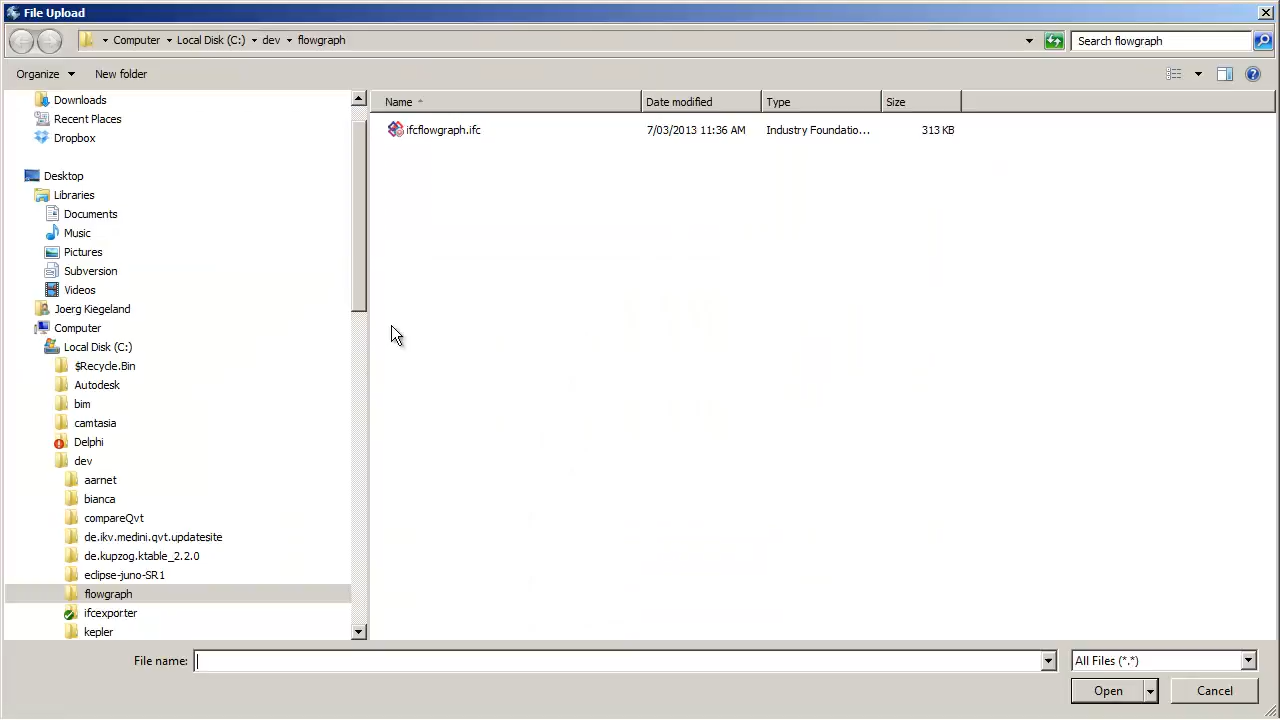 File Upload
Computer Local Disk (C:) dev flowgraph
Search flowgraph
Organize New folder
Name Date modified Type Size
ifcflowgraph.ifc 7/03/2013 11:36 AM Industry Foundatio... 313 KB
Downloads
Recent Places
Dropbox
Desktop
Libraries
Documents
Music
Pictures
Subversion
Videos
Joerg Kiegeland
Computer
Local Disk (C:)
$Recycle.Bin
Autodesk
bim
camtasia
Delphi
dev
aarnet
bianca
compareQvt
de.ikv.medini.qvt.updatesite
de.kupzog.ktable_2.2.0
eclipse-juno-SR1
flowgraph
ifcexporter
kepler
File name:
All Files (*.*)
Open
Cancel